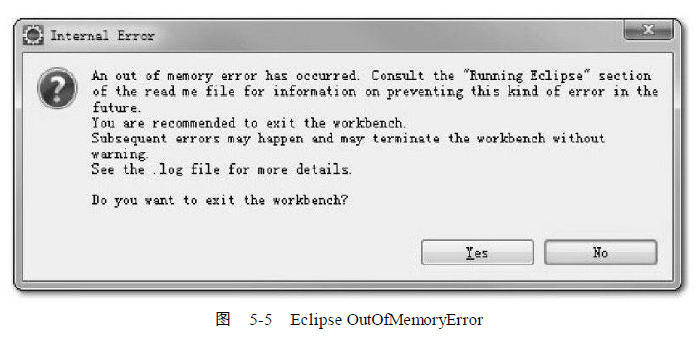 Internal Error
An out of memory error has occurred. Consult the "Running Eclipse" section
of the read me file for information on preventing this kind of error in the
future.
You are recommended to exit the workbench.
Subsequent errors may happen and may terminate the workbench without
warning.
See the .log file for more details.
Do you want to exit the workbench?
Yes
No
图 5-5 Eclipse OutOfMemoryError